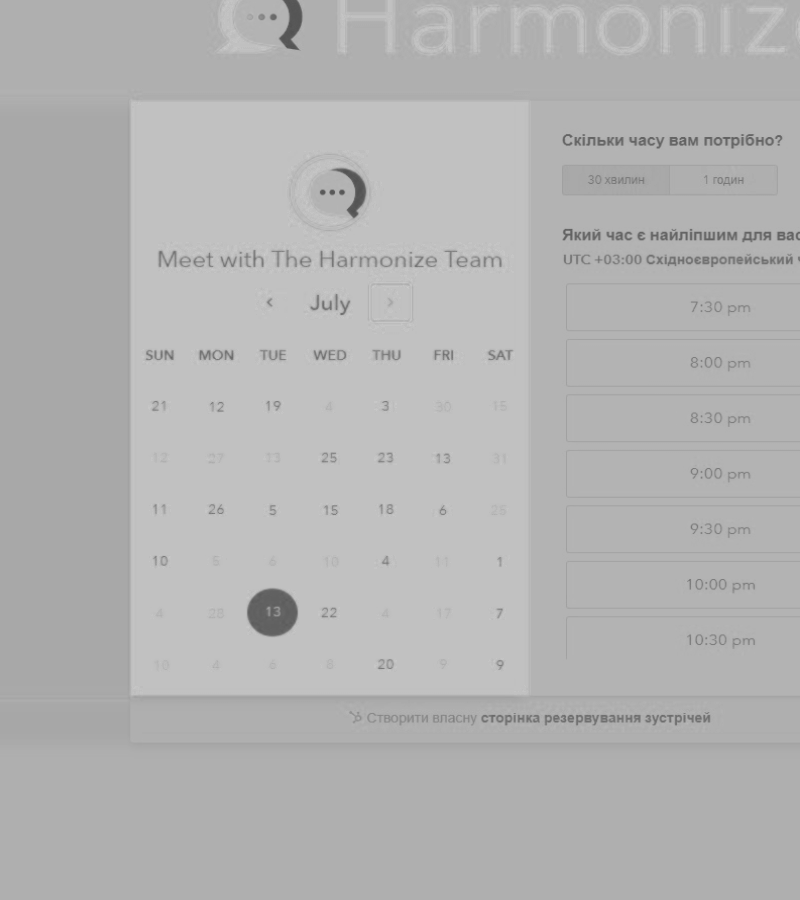 Harmonize
Meet with The Harmonize Team
‹ July ›
SUN MON TUE WED THU FRI SAT
21 12 19 4 3 30 15
12 27 23 25 23 13 31
11 26 5 15 18 6 25
10 5 6 10 4 11 1
4 28 13 22 4 17 7
10 4 6 8 20 9 9
Скільки часу вам потрібно?
30 хвилин 1 годин
Який час є найліпшим для вас
UTC +03:00 Східноєвропейський
7:30 pm
8:00 pm
8:30 pm
9:00 pm
9:30 pm
10:00 pm
10:30 pm
Створити власну сторінка резервування зустрічей